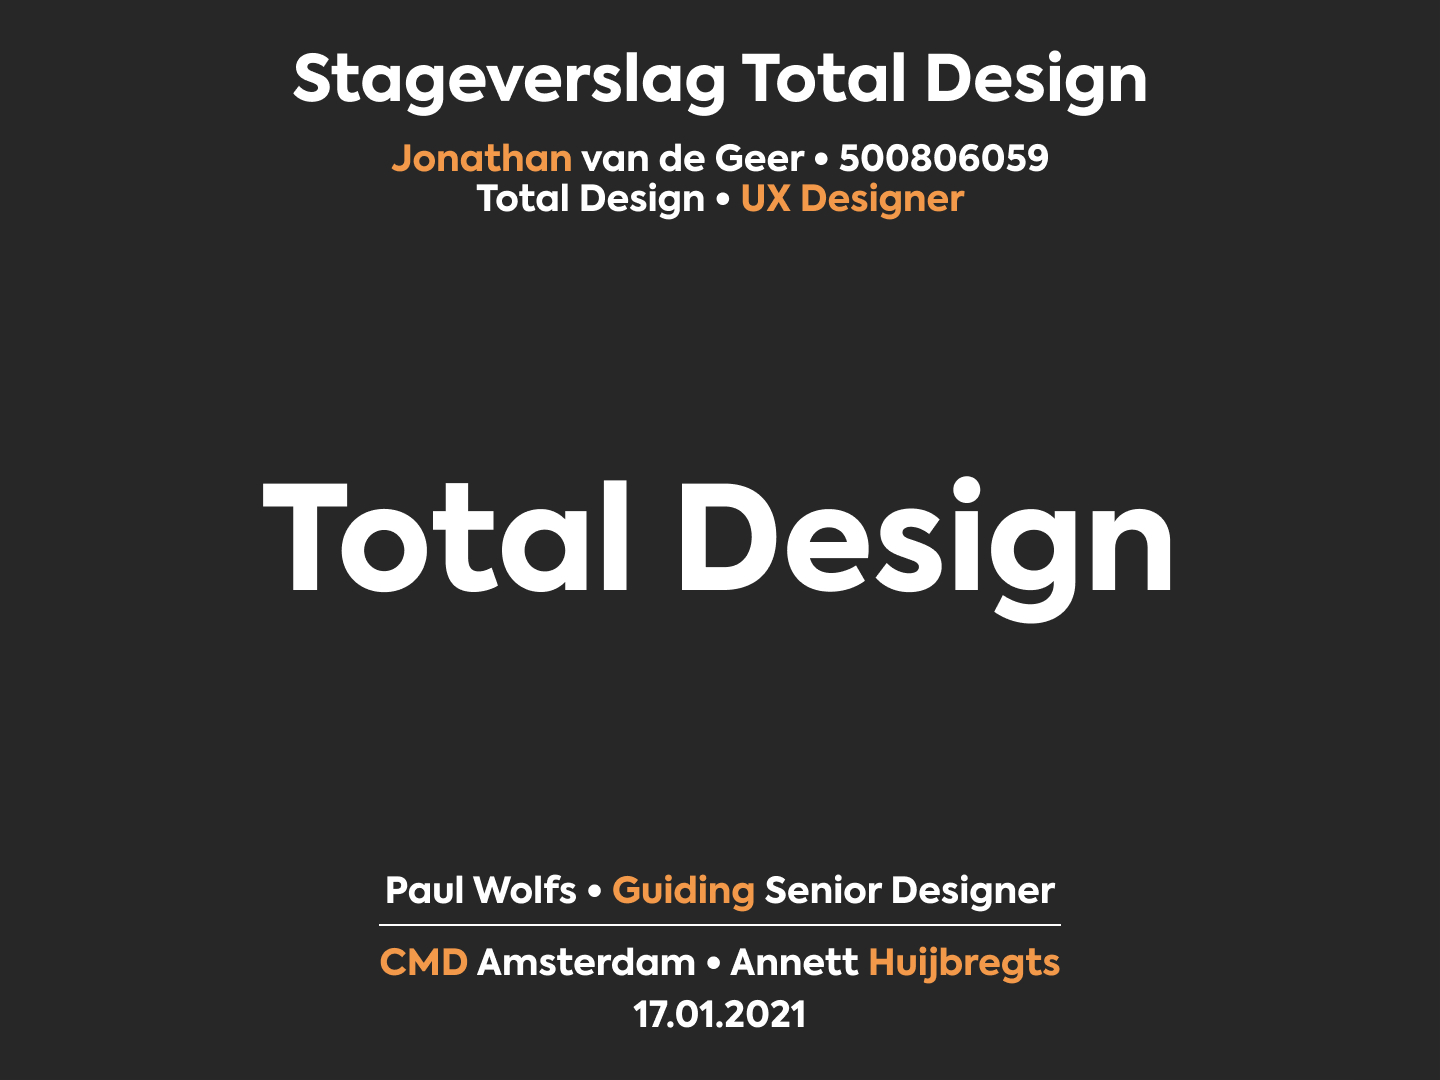 Stageverslag Total Design
Jonathan van de Geer • 500806059
Total Design • UX Designer
Total Design
Paul Wolfs • Guiding Senior Designer
CMD Amsterdam • Annett Huijbregts
17.01.2021